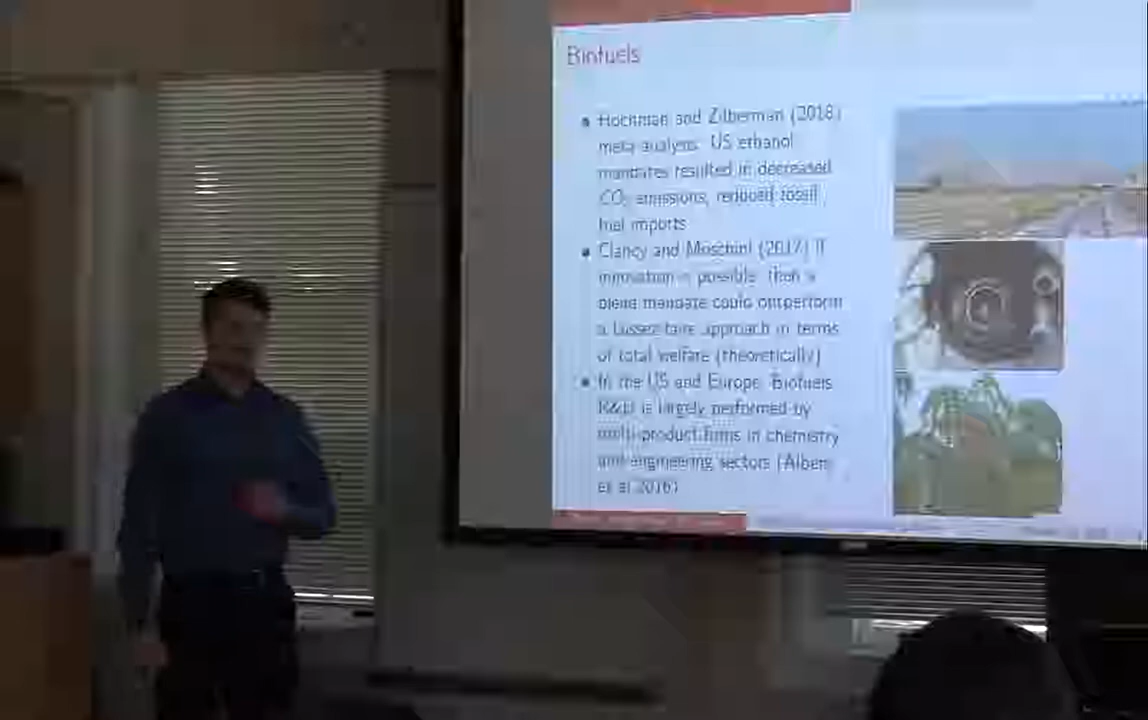 Biofuels
Hochman and Zilberman (2018)
meta analysis: US ethanol
mandates resulted in decreased
CO2 emissions, reduced fossil
fuel imports
Clancy and Moschini (2017) If
innovation is possible, then a
blend mandate could outperform
a laissez faire approach in terms
of total welfare (theoretically)
In the US and Europe, Biofuels
R&D is largely performed by
multi-product firms in chemistry
and engineering sectors (Albers
et al 2016)